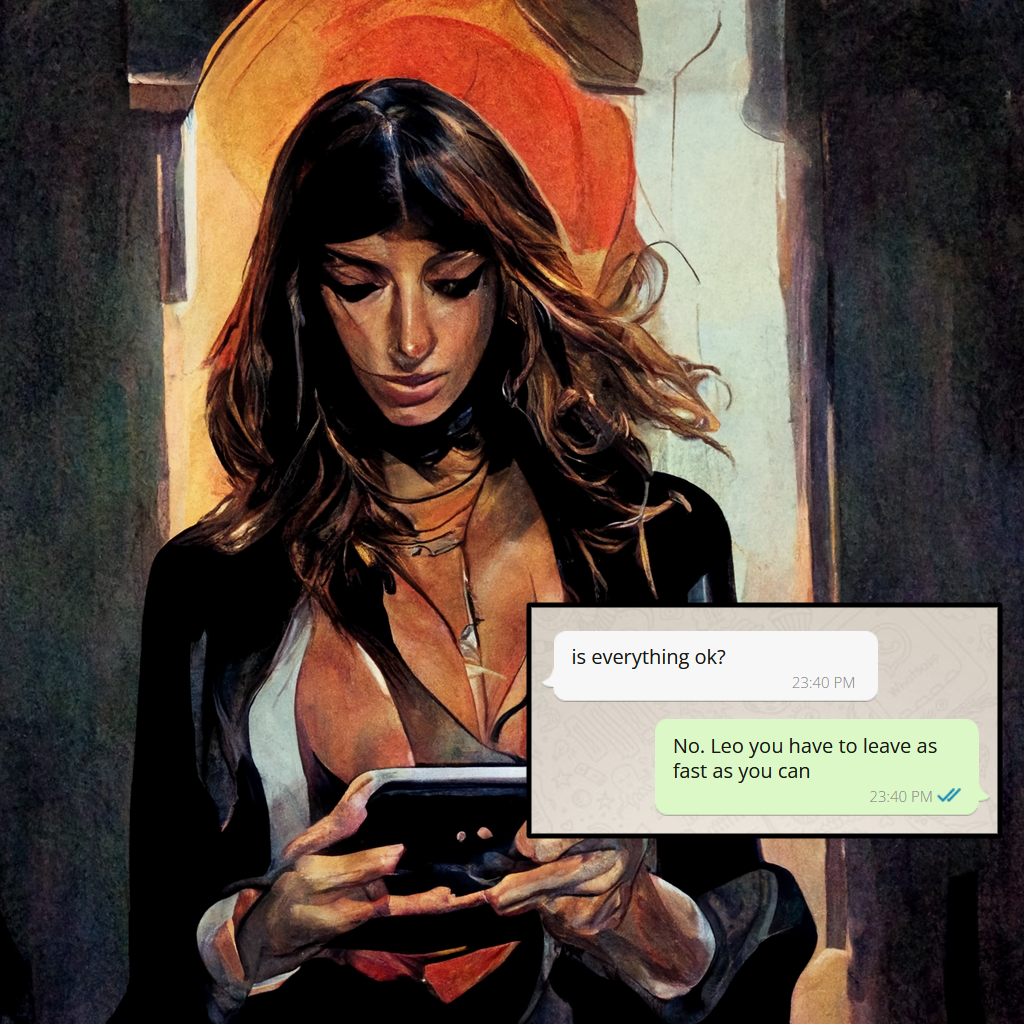 is everything ok?
23:40 PM
No. Leo you have to leave as
fast as you can
23:40 PM